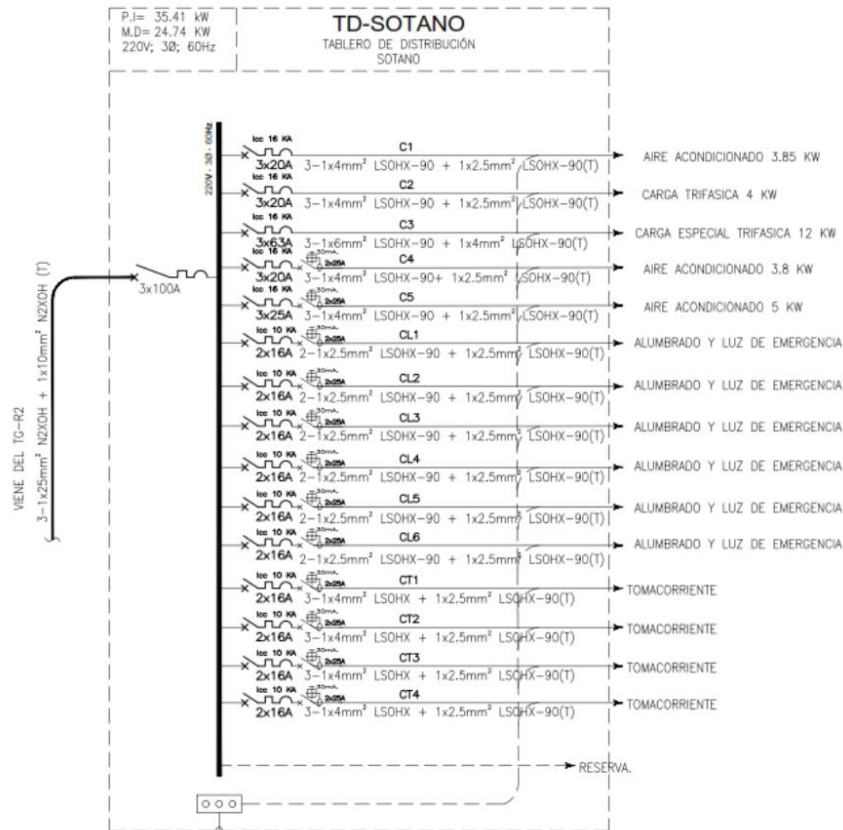 P.I= 35.41 kW
M.D= 24.74 KW
220V; 3Ø; 60Hz
TD-SOTANO
TABLERO DE DISTRIBUCIÓN
SOTANO
220V - 3Ø - 60Hz
VIENE DEL TG-R2
3-1x25mm² N2XOH + 1x10mm² N2XOH (T)
3x100A
Icc 16 KA
C1
3x20A 3-1x4mm² LSOHX-90 + 1x2.5mm² LSOHX-90(T)
AIRE ACONDICIONADO 3.85 KW
Icc 16 KA
C2
3x20A 3-1x4mm² LSOHX-90 + 1x2.5mm² LSOHX-90(T)
CARGA TRIFASICA 4 KW
Icc 16 KA
C3
3x63A 3-1x6mm² LSOHX-90 + 1x4mm² LSOHX-90(T)
CARGA ESPECIAL TRIFASICA 12 KW
Icc 16 KA
30mA.
2x25A
C4
3x20A 3-1x4mm² LSOHX-90+ 1x2.5mm² LSOHX-90(T)
AIRE ACONDICIONADO 3.8 KW
Icc 16 KA
30mA.
2x25A
C5
3x25A 3-1x4mm² LSOHX-90 + 1x2.5mm² LSOHX-90(T)
AIRE ACONDICIONADO 5 KW
Icc 10 KA
30mA.
2x25A
CL1
2x16A 2-1x2.5mm² LSOHX-90 + 1x2.5mm² LSOHX-90(T)
ALUMBRADO Y LUZ DE EMERGENCIA
Icc 10 KA
30mA.
2x25A
CL2
2x16A 2-1x2.5mm² LSOHX-90 + 1x2.5mm² LSOHX-90(T)
ALUMBRADO Y LUZ DE EMERGENCIA
Icc 10 KA
30mA.
2x25A
CL3
2x16A 2-1x2.5mm² LSOHX-90 + 1x2.5mm² LSOHX-90(T)
ALUMBRADO Y LUZ DE EMERGENCIA
Icc 10 KA
30mA.
2x25A
CL4
2x16A 2-1x2.5mm² LSOHX-90 + 1x2.5mm² LSOHX-90(T)
ALUMBRADO Y LUZ DE EMERGENCIA
Icc 10 KA
30mA.
2x25A
CL5
2x16A 2-1x2.5mm² LSOHX-90 + 1x2.5mm² LSOHX-90(T)
ALUMBRADO Y LUZ DE EMERGENCIA
Icc 10 KA
30mA.
2x25A
CL6
2x16A 2-1x2.5mm² LSOHX-90 + 1x2.5mm² LSOHX-90(T)
ALUMBRADO Y LUZ DE EMERGENCIA
Icc 10 KA
30mA.
2x25A
CT1
2x16A 3-1x4mm² LSOHX + 1x2.5mm² LSOHX-90(T)
TOMACORRIENTE
Icc 10 KA
30mA.
2x25A
CT2
2x16A 3-1x4mm² LSOHX + 1x2.5mm² LSOHX-90(T)
TOMACORRIENTE
Icc 10 KA
30mA.
2x25A
CT3
2x16A 3-1x4mm² LSOHX + 1x2.5mm² LSOHX-90(T)
TOMACORRIENTE
Icc 10 KA
30mA.
2x25A
CT4
2x16A 3-1x4mm² LSOHX + 1x2.5mm² LSOHX-90(T)
TOMACORRIENTE
RESERVA.